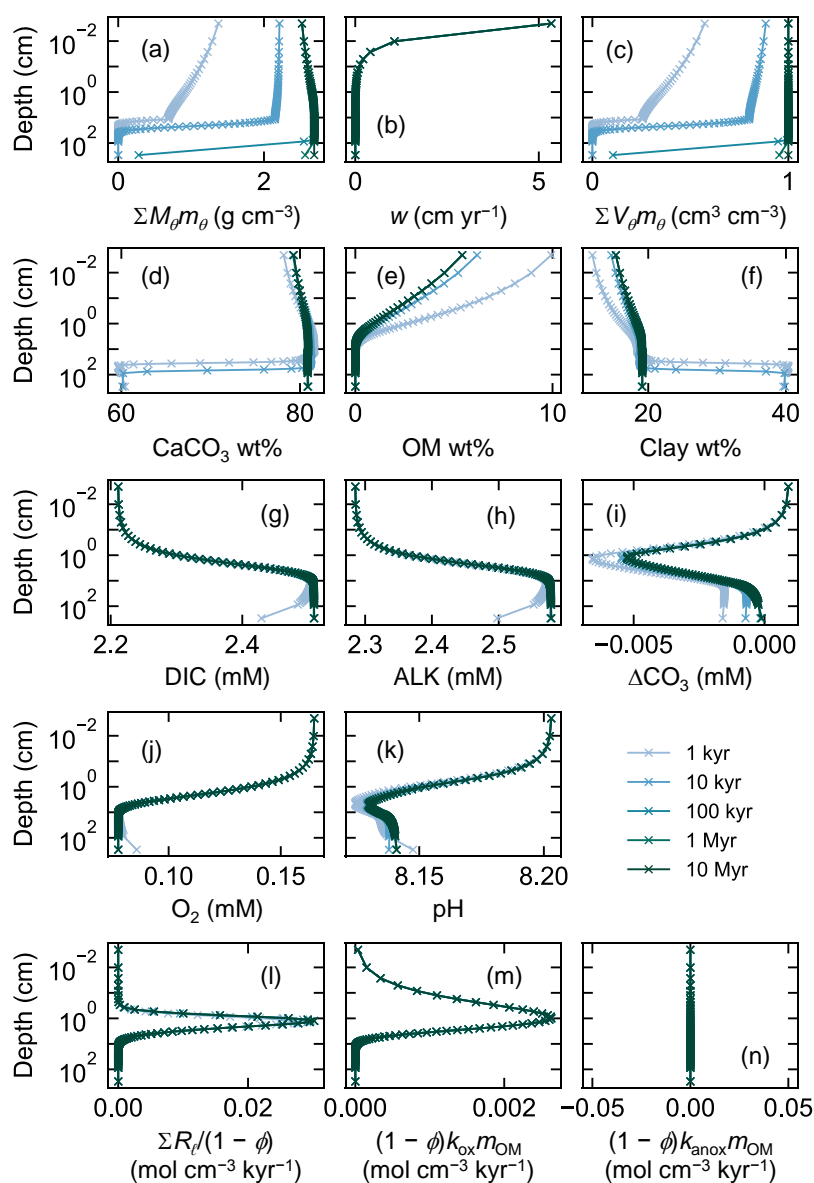 (a) (b) (c)
Depth (cm)
10⁻²
10⁰
10²
0 2 0 5 0 1
ΣM_θm_θ (g cm⁻³) w (cm yr⁻¹) ΣV_θm_θ (cm³ cm⁻³)
(d) (e) (f)
Depth (cm)
10⁻²
10⁰
10²
60 80 0 10 20 40
CaCO₃ wt% OM wt% Clay wt%
(g) (h) (i)
Depth (cm)
10⁻²
10⁰
10²
2.2 2.4 2.3 2.4 2.5 −0.005 0.000
DIC (mM) ALK (mM) ΔCO₃ (mM)
(j) (k)
Depth (cm)
10⁻²
10⁰
10²
0.10 0.15 8.15 8.20
O₂ (mM) pH
1 kyr
10 kyr
100 kyr
1 Myr
10 Myr
(l) (m) (n)
Depth (cm)
10⁻²
10⁰
10²
0.00 0.02 0.000 0.002 −0.05 0.00 0.05
ΣR_ℓ/(1 − ϕ) (1 − ϕ)k_oxm_OM (1 − ϕ)k_anoxm_OM
(mol cm⁻³ kyr⁻¹) (mol cm⁻³ kyr⁻¹) (mol cm⁻³ kyr⁻¹)